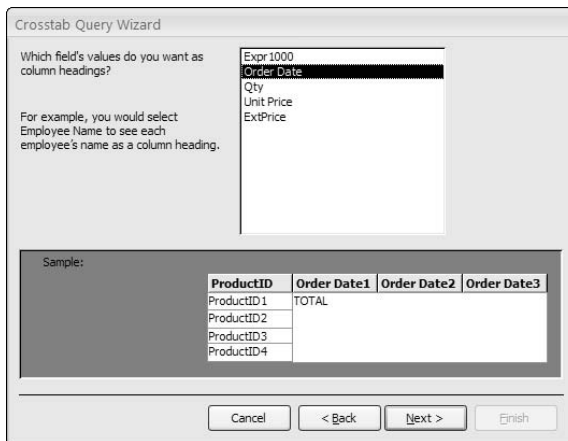 Crosstab Query Wizard
Which field's values do you want as
column headings?
For example, you would select
Employee Name to see each
employee's name as a column heading.
Expr1000
Order Date
Qty
Unit Price
ExtPrice
Sample:
ProductID Order Date1 Order Date2 Order Date3
ProductID1 TOTAL
ProductID2
ProductID3
ProductID4
Cancel < Back Next > Finish